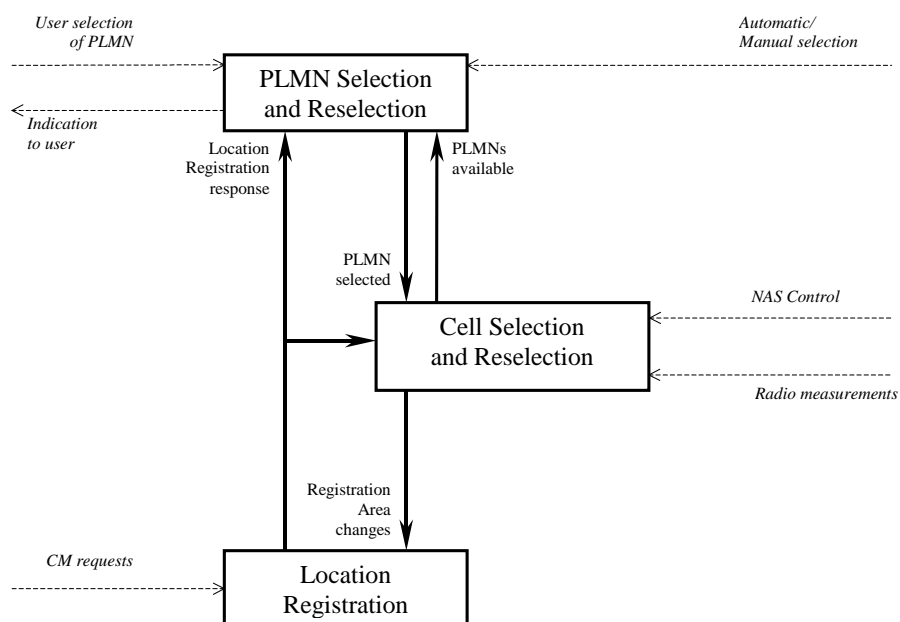 User selection
of PLMN
Automatic/
Manual selection
PLMN Selection
and Reselection
Indication
to user
Location
Registration
response
PLMNs
available
PLMN
selected
NAS Control
Cell Selection
and Reselection
Radio measurements
Registration
Area
changes
CM requests
Location
Registration